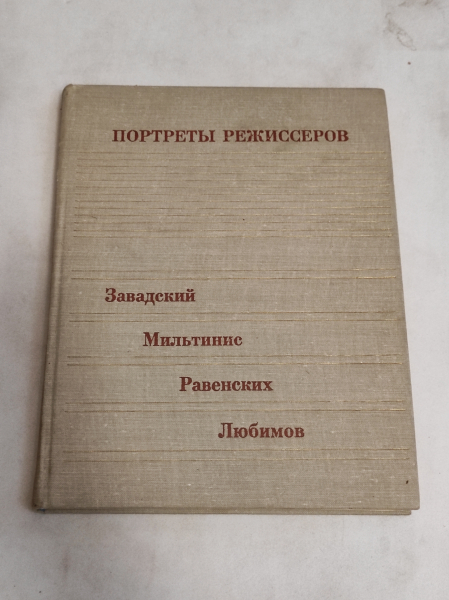 ПОРТРЕТЫ РЕЖИССЕРОВ
Завадский
Мильтинис
Равенских
Любимов